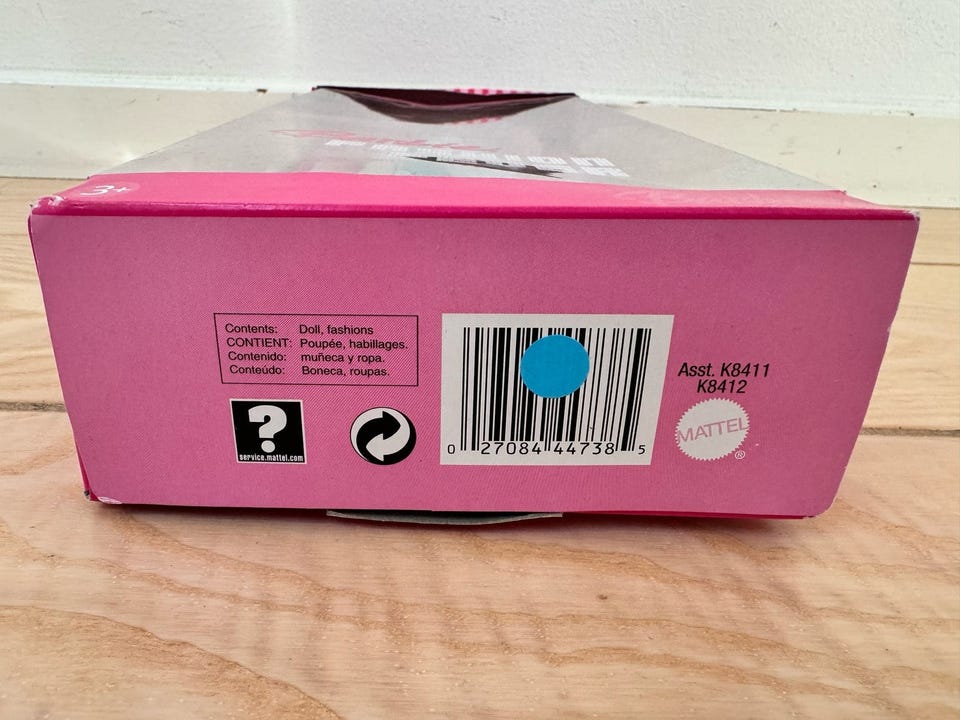 Barbie
3+
Contents: Doll, fashions
CONTIENT: Poupée, habillages.
Contenido: muñeca y ropa.
Conteúdo: Boneca, roupas.
?
service.mattel.com
0 27084 44738 5
Asst. K8411
K8412
MATTEL®